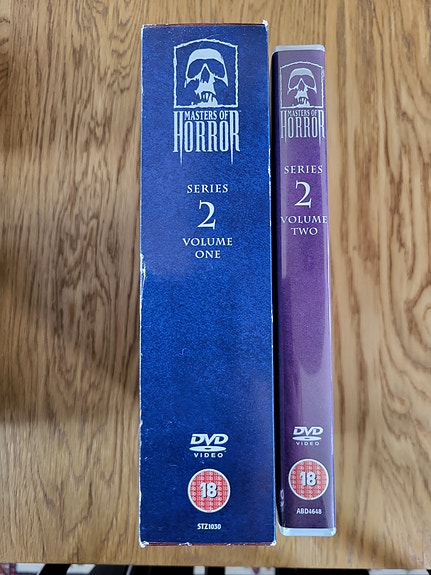 MASTERS OF
HORROR
SERIES
2
VOLUME
ONE
DVD
VIDEO
18
STZ1030
MASTERS OF
HORROR
SERIES
2
VOLUME
TWO
DVD
VIDEO
18
ABD4648